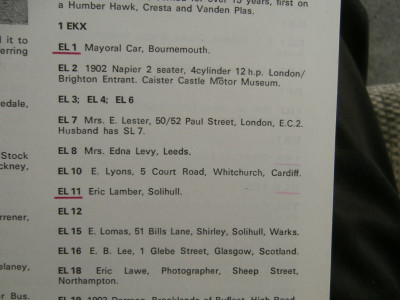 on
a Humber Hawk, Cresta and Vanden Plas.
1 EKX
EL 1 Mayoral Car, Bournemouth.
EL 2 1902 Napier 2 seater, 4cylinder 12 h.p. London/
Brighton Entrant. Caister Castle Motor Museum.
EL 3; EL 4; EL 6
EL 7 Mrs. E. Lester, 50/52 Paul Street, London, E.C.2.
Husband has SL 7.
EL 8 Mrs. Edna Levy, Leeds.
EL 10 E. Lyons, 5 Court Road, Whitchurch, Cardiff.
EL 11 Eric Lamber, Solihull.
EL 12
EL 15 E. Lomas, 51 Bills Lane, Shirley, Solihull, Warks.
EL 16 E. B. Lee, 1 Glebe Street, Glasgow, Scotland.
EL 18 Eric Lawe, Photographer, Sheep Street,
Northampton.
it to
erring
edale,
Stock
ckney,
rrener,
elaney,
er Bus.